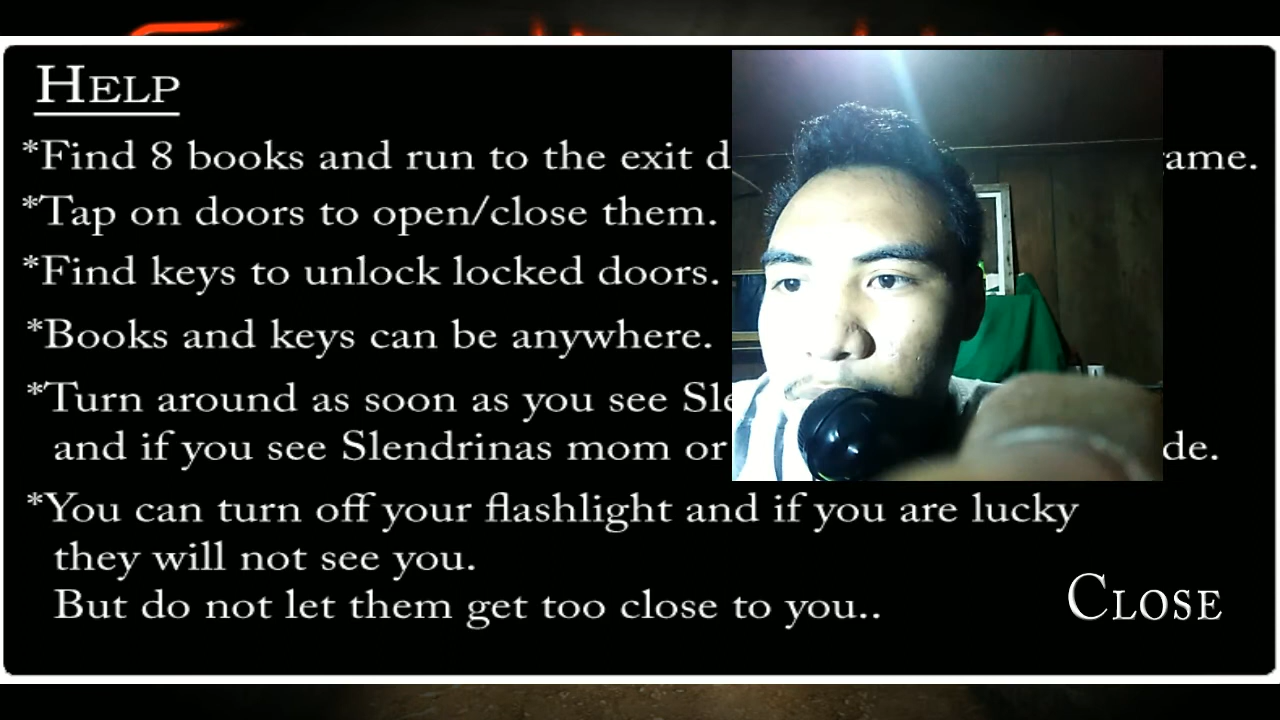 HELP
*Find 8 books and run to the exit d ame.
*Tap on doors to open/close them.
*Find keys to unlock locked doors.
*Books and keys can be anywhere.
*Turn around as soon as you see Sle
and if you see Slendrinas mom or de.
*You can turn off your flashlight and if you are lucky
they will not see you.
But do not let them get too close to you..
CLOSE